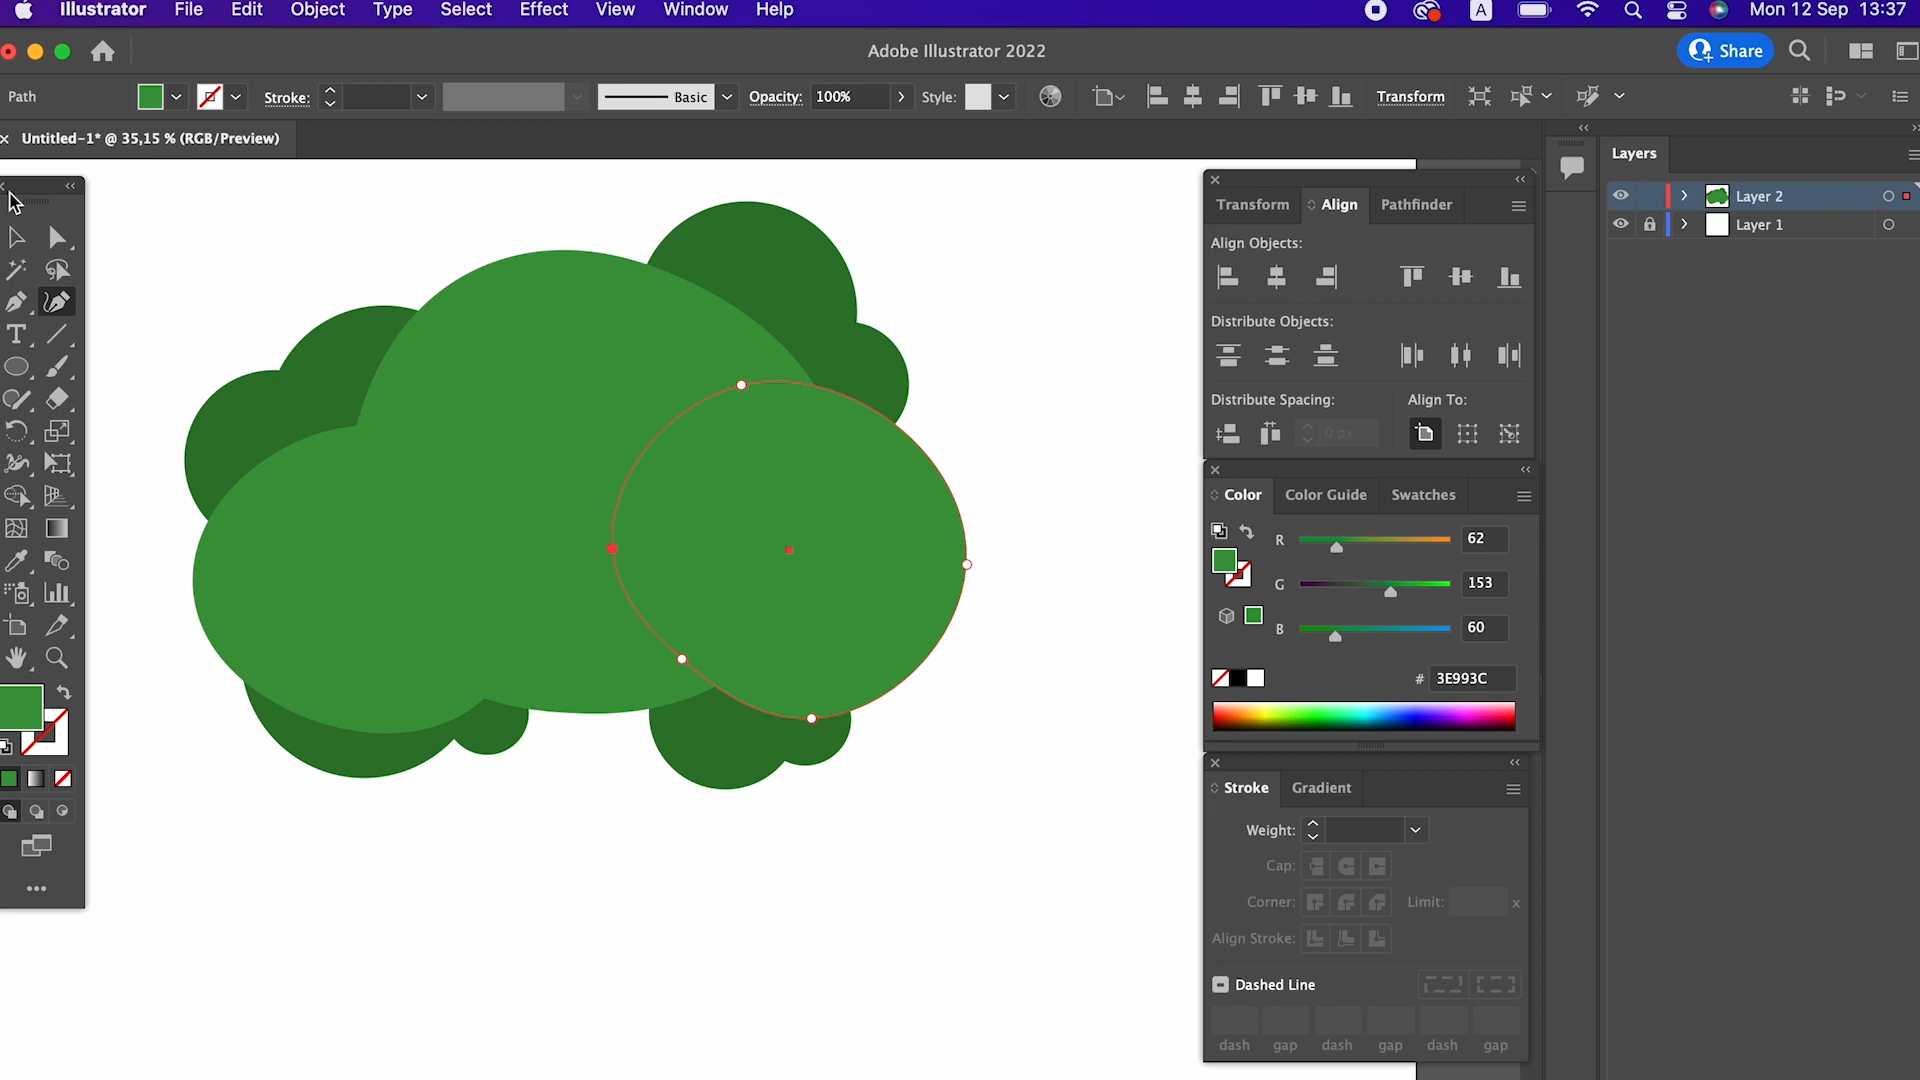 Illustrator File Edit Object Type Select Effect View Window Help A Mon 12 Sep 13:37
Adobe Illustrator 2022 Share
Path Stroke: Basic Opacity: 100% Style: Transform
Untitled-1* @ 35,15 % (RGB/Preview)
Layers
Layer 2
Layer 1
Transform Align Pathfinder
Align Objects:
Distribute Objects:
Distribute Spacing: Align To:
0 px
Color Color Guide Swatches
R 62
G 153
B 60
# 3E993C
Stroke Gradient
Weight:
Cap:
Corner: Limit: x
Align Stroke:
Dashed Line
dash gap dash gap dash gap